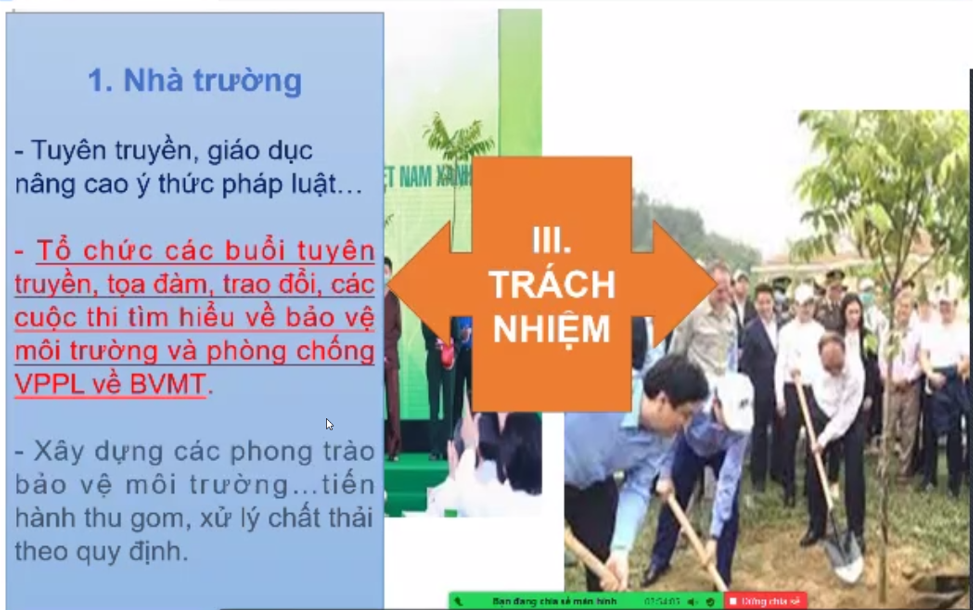 1. Nhà trường
- Tuyên truyền, giáo dục
nâng cao ý thức pháp luật...
- Tổ chức các buổi tuyên
truyền, tọa đàm, trao đổi, các
cuộc thi tìm hiểu về bảo vệ
môi trường và phòng chống
VPPL về BVMT.
- Xây dựng các phong trào
bảo vệ môi trường...tiến
hành thu gom, xử lý chất thải
theo quy định.
ỆT NAM XANH
III.
TRÁCH
NHIỆM
Bạn đang chia sẻ màn hình
Dừng chia sẻ